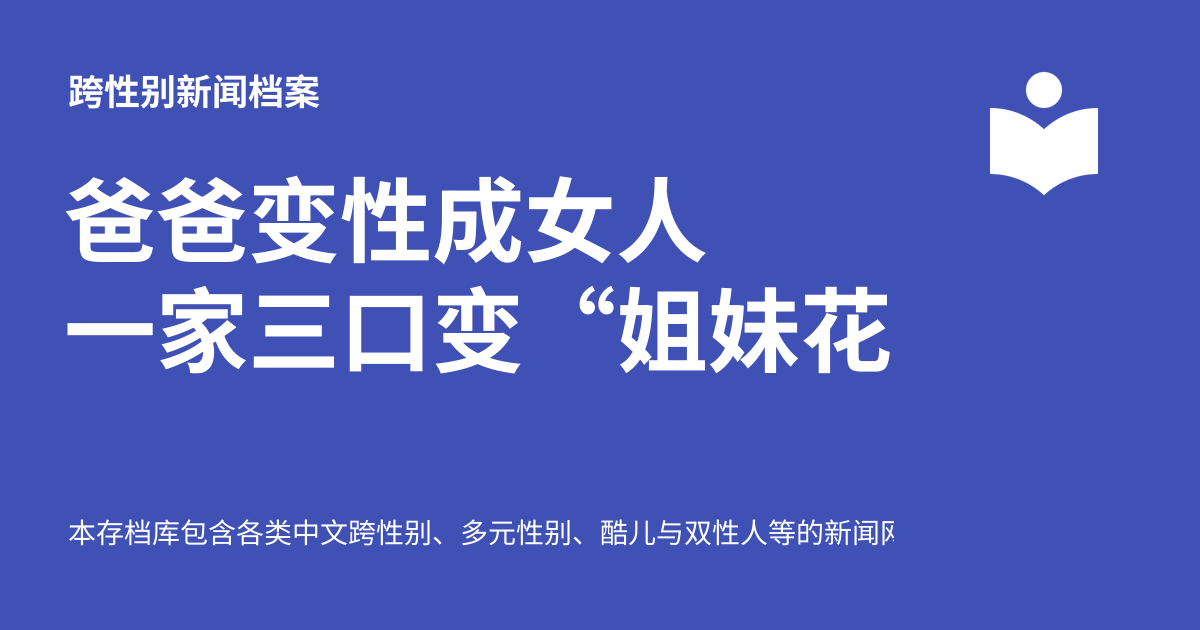 跨性别新闻档案
爸爸变性成女人
一家三口变“姐妹花
本存档库包含各类中文跨性别、多元性别、酷儿与双性人等的新闻